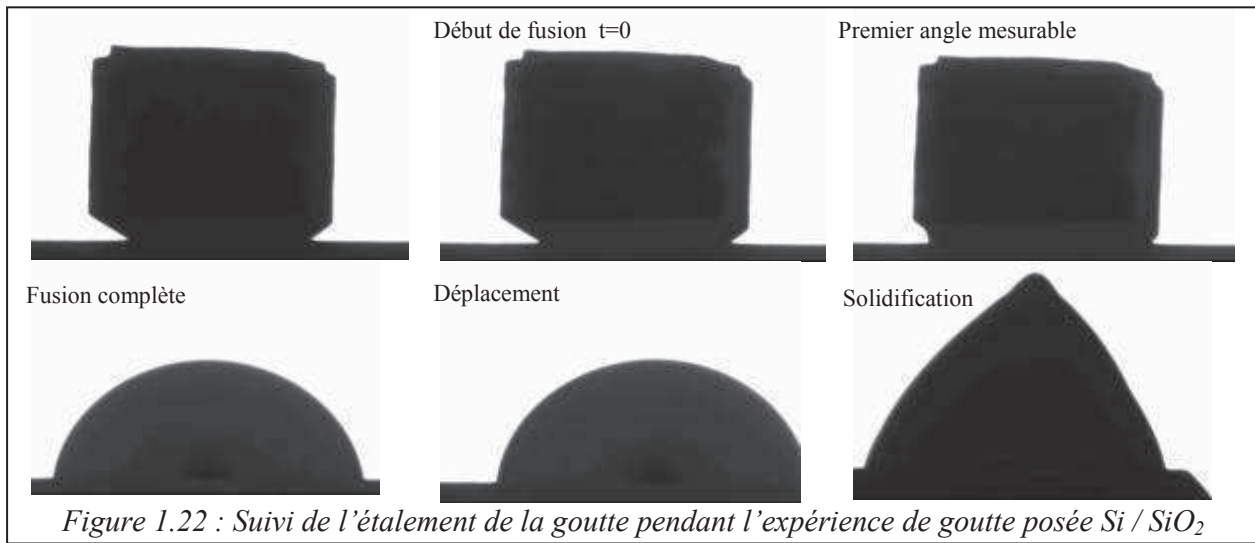 Début de fusion t=0
Premier angle mesurable
Fusion complète
Déplacement
Solidification
Figure 1.22 : Suivi de l'étalement de la goutte pendant l'expérience de goutte posée Si / SiO₂